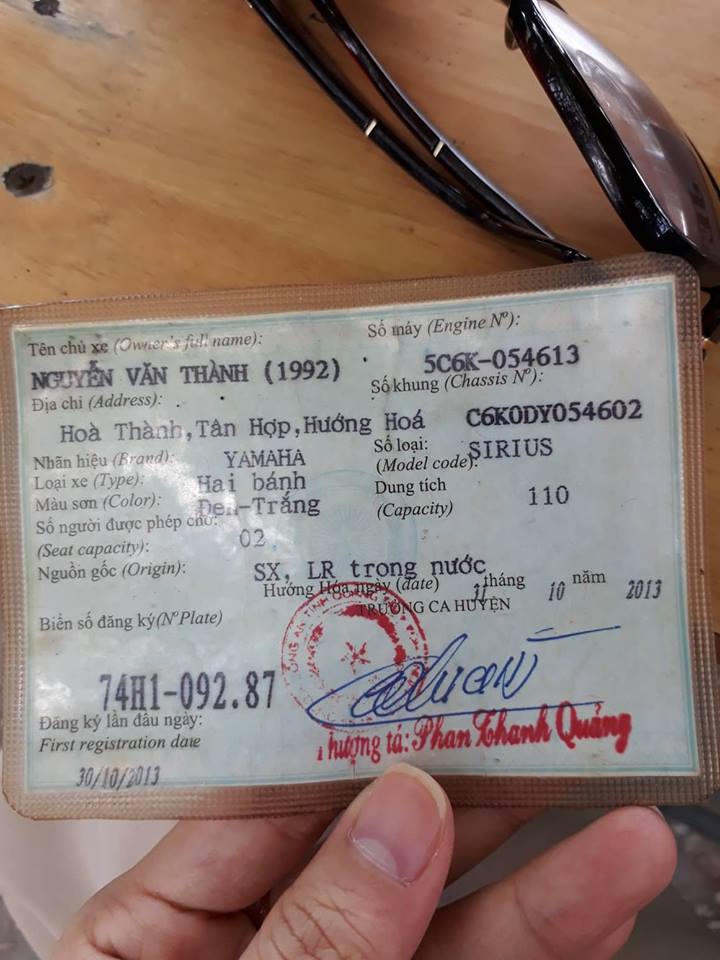 Tên chủ xe (Owner's full name):
NGUYỄN VĂN THÀNH (1992)
Địa chỉ (Address):
Hoà Thành,Tân Hợp,Hướng Hoá
Nhãn hiệu (Brand): YAMAHA
Loại xe (Type): Hai bánh
Màu sơn (Color): Đen-Trắng
Số người được phép chở:
(Seat capacity): 02
Nguồn gốc (Origin): SX, LR trong nước
Số máy (Engine Nº):
5C6K-054613
Số khung (Chassis Nº):
C6K0DY054602
Số loại: SIRIUS
(Model code):
Dung tích
(Capacity) 110
Hướng Hóa,ngày (date) tháng 10 năm 2013
TRƯỞNG CA HUYỆN
Biển số đăng ký(NºPlate)
74H1-092.87
Đăng ký lần đầu ngày:
First registration date
30/10/2013
Thượng tá: Phan Thanh Quảng